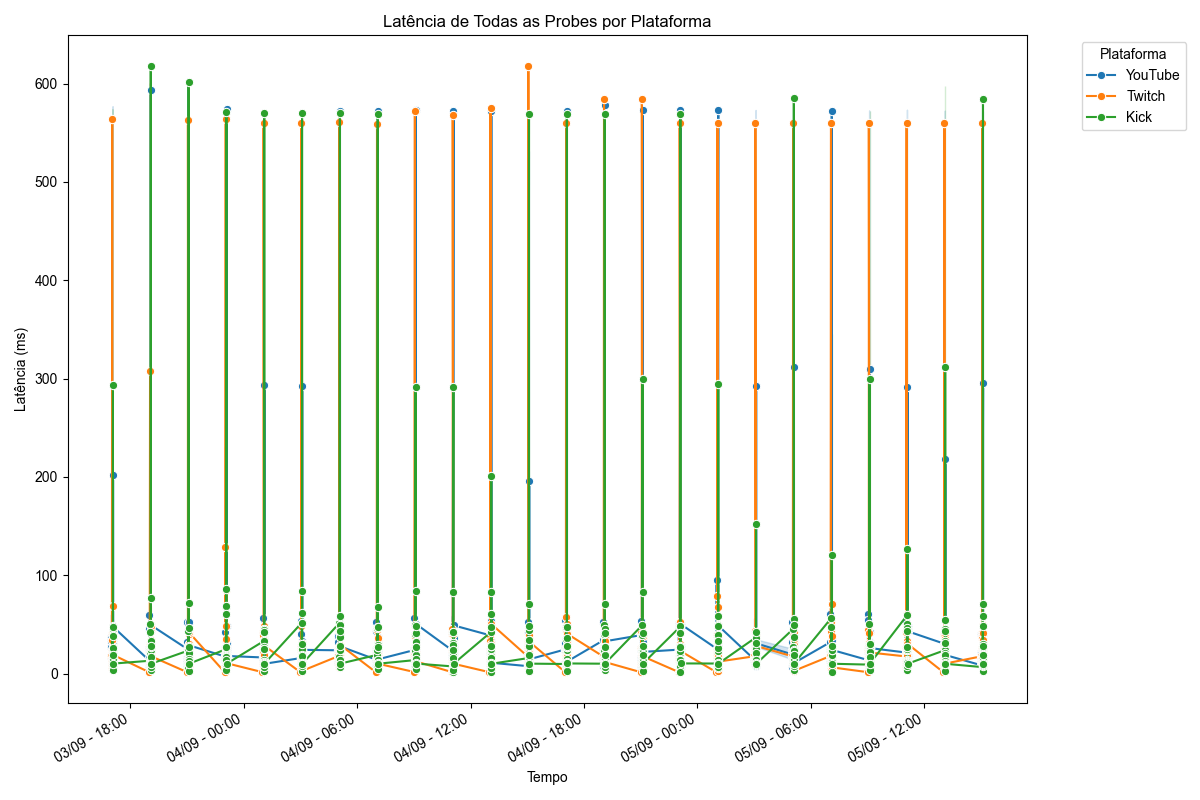 Latência de Todas as Probes por Plataforma
Plataforma
YouTube
Twitch
Kick
Latência (ms)
600
500
400
300
200
100
0
03/09 - 18:00
04/09 - 00:00
04/09 - 06:00
04/09 - 12:00
04/09 - 18:00
05/09 - 00:00
05/09 - 06:00
05/09 - 12:00
Tempo